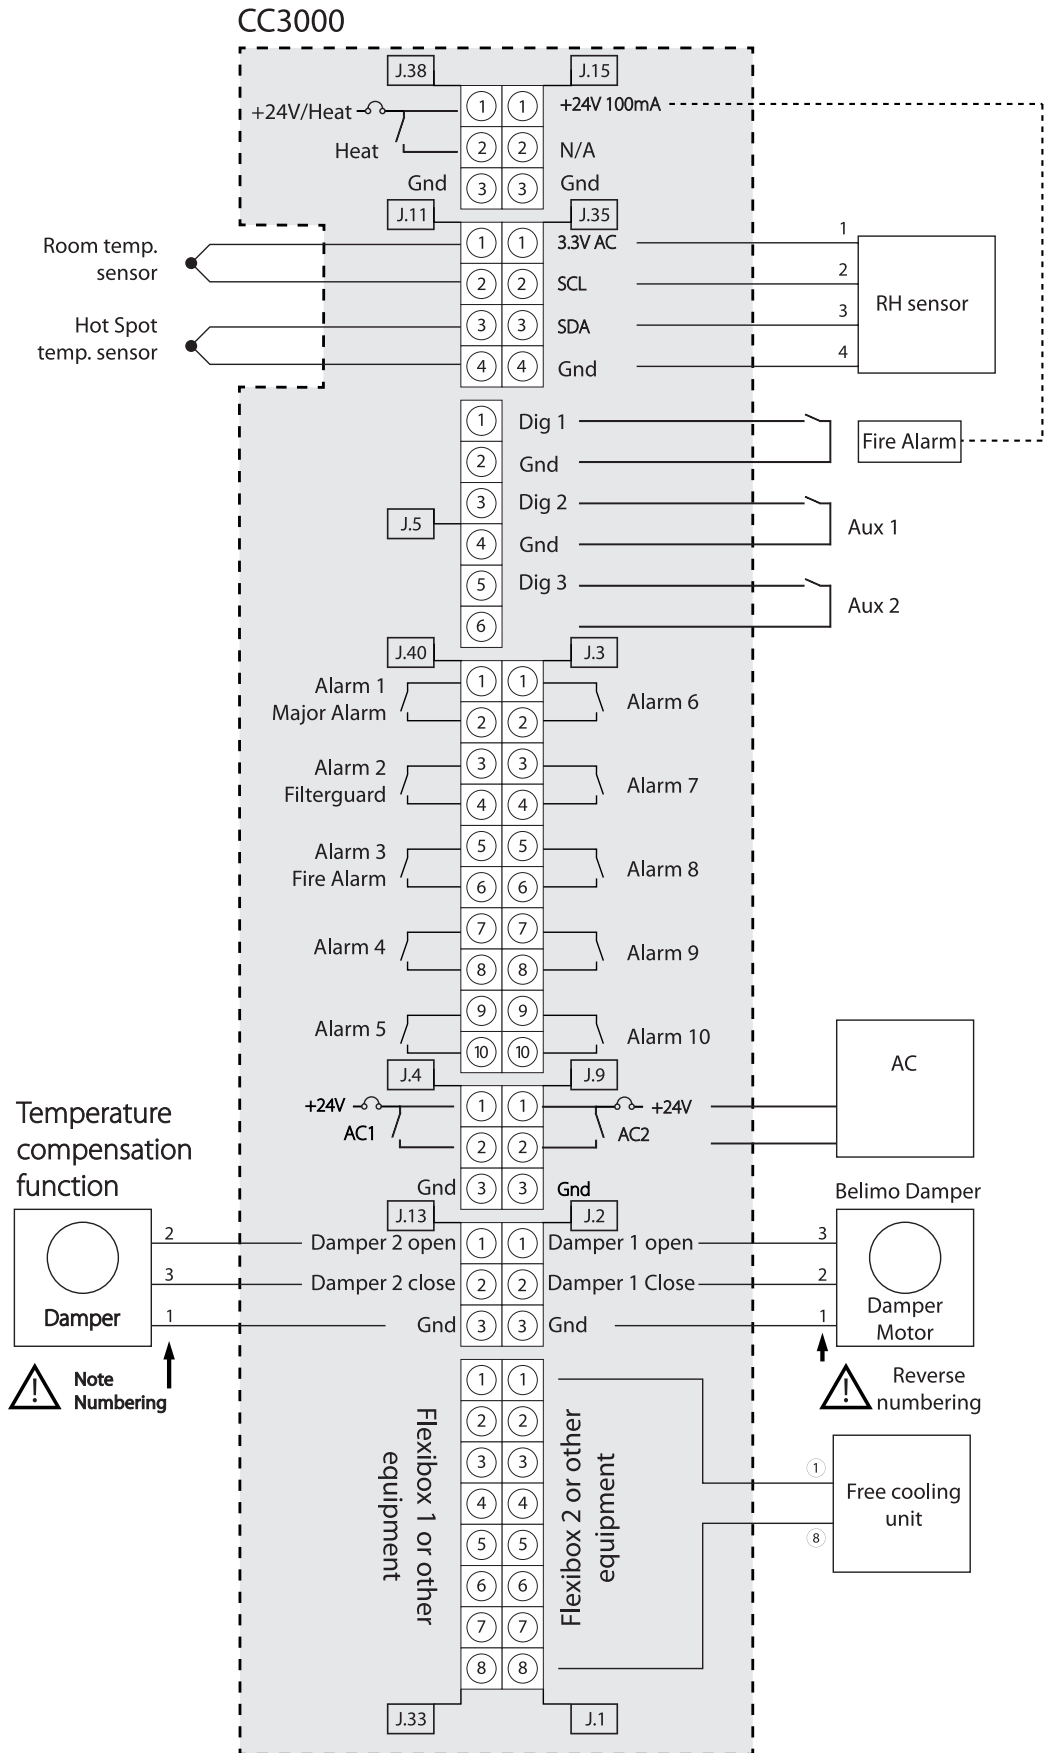 CC3000
J.38
J.15
+24V/Heat
1
1
+24V 100mA
Heat
2
2
N/A
Gnd
3
3
Gnd
J.11
J.35
Room temp.
sensor
1
1
3.3V AC
1
2
2
SCL
2
Hot Spot
temp. sensor
3
3
SDA
3
4
4
Gnd
4
RH sensor
J.5
1
Dig 1
2
Gnd
Fire Alarm
3
Dig 2
4
Gnd
Aux 1
5
Dig 3
6
Aux 2
J.40
J.3
Alarm 1
Major Alarm
1
1
2
2
Alarm 6
Alarm 2
Filterguard
3
3
4
4
Alarm 7
Alarm 3
Fire Alarm
5
5
6
6
Alarm 8
Alarm 4
7
7
8
8
Alarm 9
Alarm 5
9
9
10
10
Alarm 10
J.4
J.9
+24V
1
1
+24V
AC1
2
2
AC2
Gnd
3
3
Gnd
AC
Temperature
compensation
function
J.13
J.2
Belimo Damper
2
Damper 2 open
1
1
Damper 1 open
3
3
Damper 2 close
2
2
Damper 1 Close
2
1
Gnd
3
3
Gnd
1
Damper
Damper
Motor
Note
Numbering
Reverse
numbering
1
1
2
2
3
3
4
4
5
5
6
6
7
7
8
8
Flexibox 1 or other
equipment
Flexibox 2 or other
equipment
1
Free cooling
unit
8
J.33
J.1